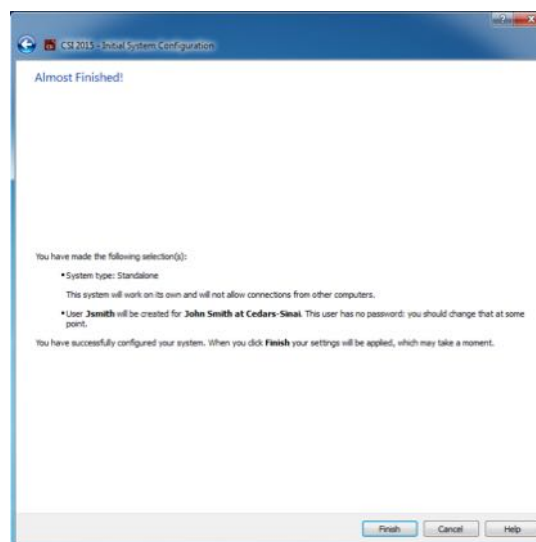 CSI 2015 - Initial System Configuration
Almost Finished!
You have made the following selection(s):
System type: Standalone
This system will work on its own and will not allow connections from other computers.
User Jsmith will be created for John Smith at Cedars-Sinai. This user has no password: you should change that at some
point.
You have successfully configured your system. When you click Finish your settings will be applied, which may take a moment.
Finish Cancel Help